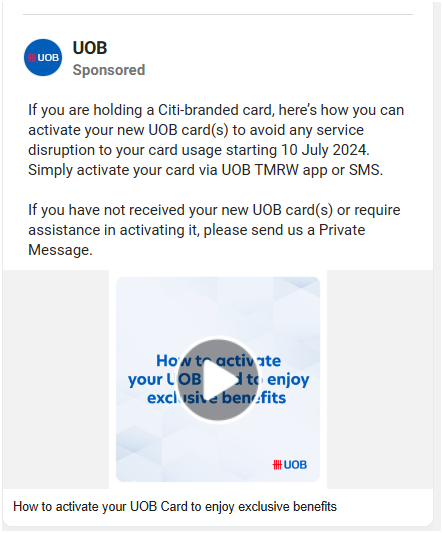 UOB
UOB
Sponsored
If you are holding a Citi-branded card, here's how you can
activate your new UOB card(s) to avoid any service
disruption to your card usage starting 10 July 2024.
Simply activate your card via UOB TMRW app or SMS.
If you have not received your new UOB card(s) or require
assistance in activating it, please send us a Private
Message.
How to activate
your UOB Card to enjoy
exclusive benefits
UOB
How to activate your UOB Card to enjoy exclusive benefits